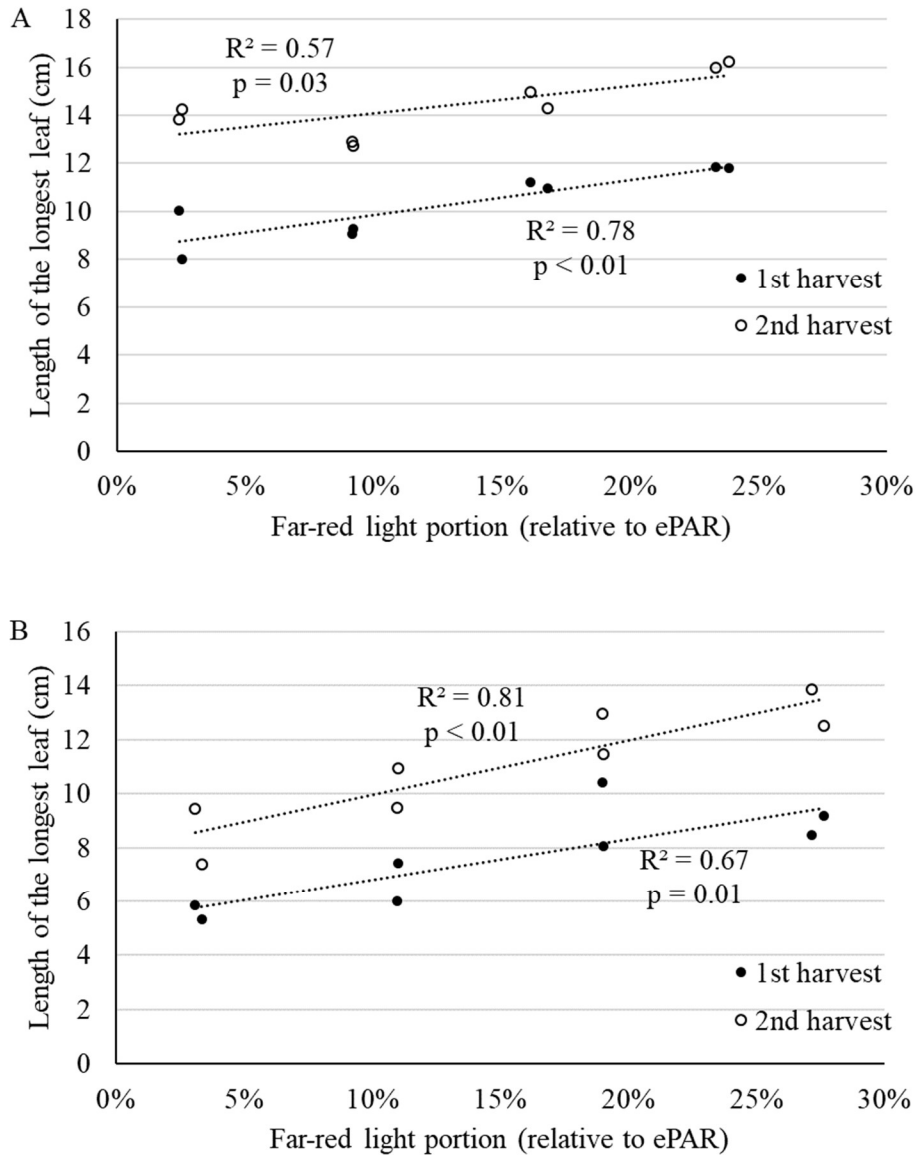 A
Length of the longest leaf (cm)
18
16
14
12
10
8
6
4
2
0
R² = 0.57
p = 0.03
R² = 0.78
p < 0.01
1st harvest
2nd harvest
0% 5% 10% 15% 20% 25% 30%
Far-red light portion (relative to ePAR)
B
Length of the longest leaf (cm)
16
14
12
10
8
6
4
2
0
R² = 0.81
p < 0.01
R² = 0.67
p = 0.01
1st harvest
2nd harvest
0% 5% 10% 15% 20% 25% 30%
Far-red light portion (relative to ePAR)